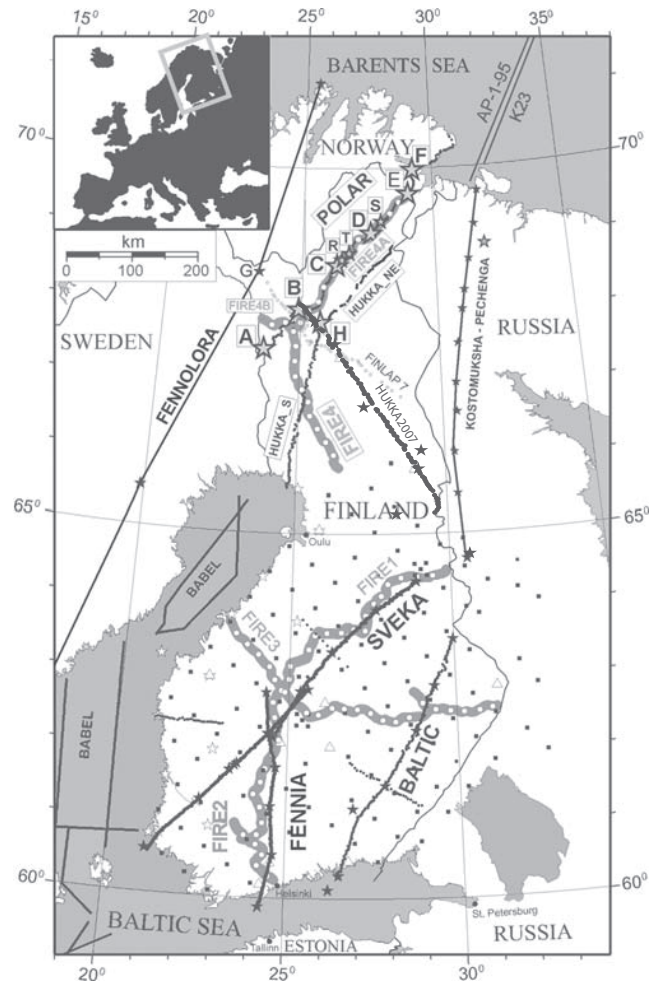 15°
20°
25°
30°
35°
BARENTS SEA
AP-1-95
K23
70°
70°
NORWAY
F
E
POLAR
S
D
T
R
C
FIRE4A
km
0 100 200
G
B
HUKKA_NE
FIRE4B
SWEDEN
A
H
RUSSIA
KOSTOMUKSHA - PECHENGA
FENNOLORA
FINLAP 7
HUKKA2007
HUKKA_S
FIRE4
65°
FINLAND
65°
Oulu
BABEL
FIRE1
SVEKA
FIRE3
BABEL
BALTIC
FENNIA
FIRE2
60°
60°
Helsinki
BALTIC SEA
St. Petersburg
Tallinn
ESTONIA
RUSSIA
20°
25°
30°